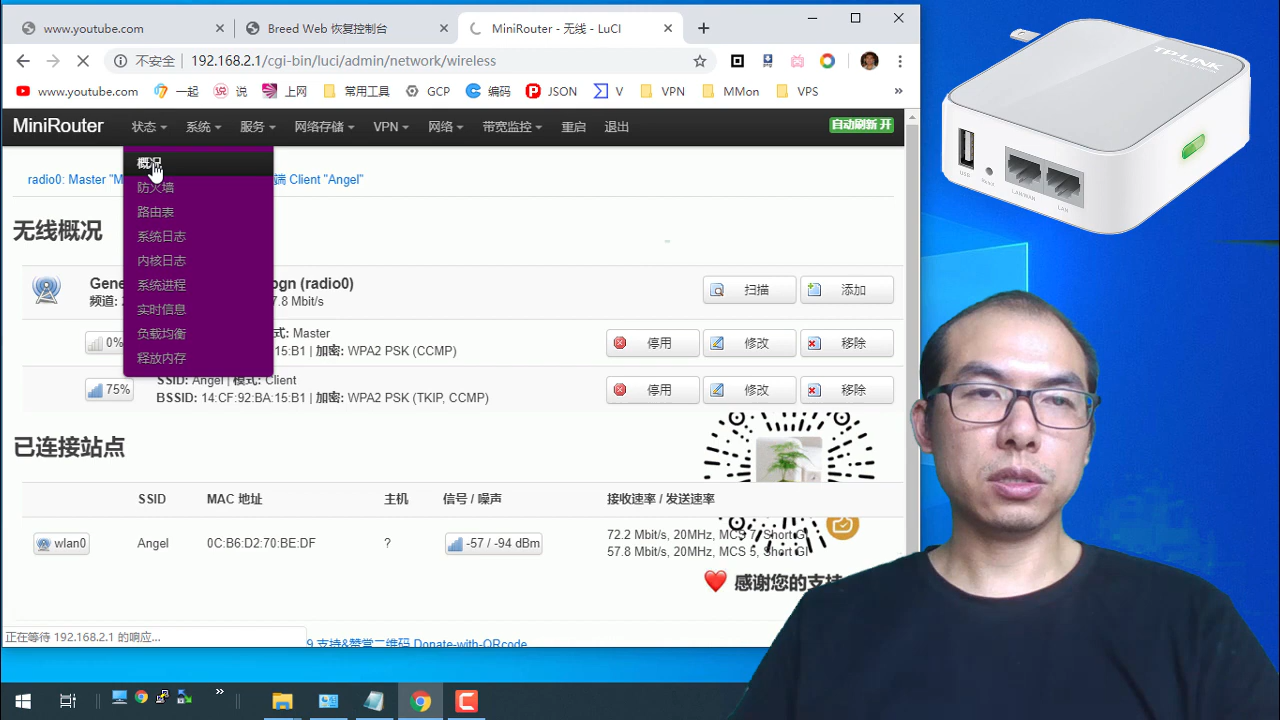 www.youtube.com
Breed Web 恢复控制台
MiniRouter - 无线 - LuCI
不安全
192.168.2.1/cgi-bin/luci/admin/network/wireless
www.youtube.com
一起
说
上网
常用工具
GCP
编码
JSON
V
VPN
MMon
VPS
»
MiniRouter
状态
系统
服务
网络存储
VPN
网络
带宽监控
重启
退出
自动刷新 开
概况
防火墙
路由表
系统日志
内核日志
系统进程
实时信息
负载均衡
释放内存
radio0: Master "M
端 Client "Angel"
无线概况
Gene
bgn (radio0)
频道:
7.8 Mbit/s
扫描
添加
0%
: Master
15:B1 | 加密: WPA2 PSK (CCMP)
停用
修改
移除
75%
SSID: Angel | 模式: Client
BSSID: 14:CF:92:BA:15:B1 | 加密: WPA2 PSK (TKIP, CCMP)
停用
修改
移除
已连接站点
SSID
MAC 地址
主机
信号 / 噪声
接收速率 / 发送速率
wlan0
Angel
0C:B6:D2:70:BE:DF
?
-57 / -94 dBm
72.2 Mbit/s, 20MHz, MCS 7, Short GI
57.8 Mbit/s, 20MHz, MCS 5, Short GI
感谢您的支持
正在等待 192.168.2.1 的响应...
9 支持&赞赏二维码 Donate-with-QRcode
»
TP-LINK
USB
Reset
LAN/WAN
LAN